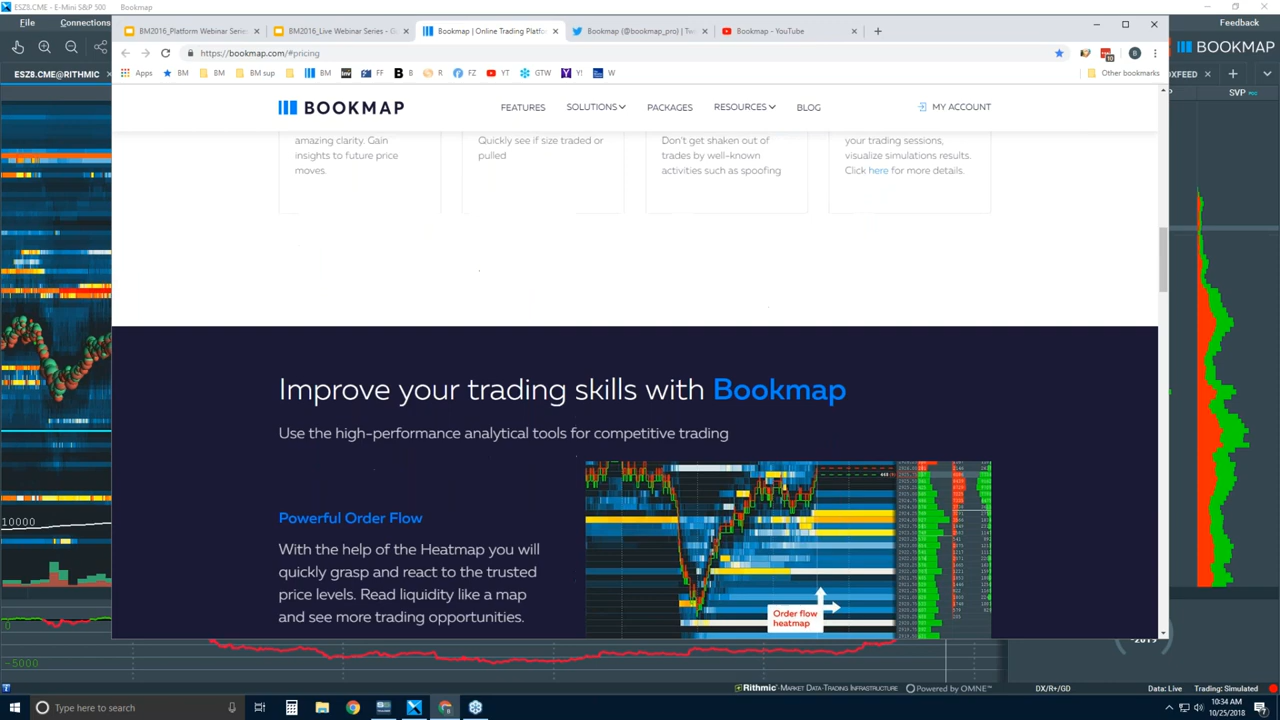 ESZ8.CME - E-Mini S&P 500
Bookmap
File
Connections
Feedback
ESZ8.CME@RITHMIC
BOOKMAP
OXFEED
SVP
BM2016_Platform Webinar Series
BM2016_Live Webinar Series - G
Bookmap | Online Trading Platfo
Bookmap (@bookmap_pro) | Tw
Bookmap - YouTube
https://bookmap.com/#pricing
Apps
BM
BM
BM sup
BM
FF
B
R
FZ
YT
GTW
Y!
W
Other bookmarks
BOOKMAP
FEATURES
SOLUTIONS
PACKAGES
RESOURCES
BLOG
MY ACCOUNT
amazing clarity. Gain
insights to future price
moves.
Quickly see if size traded or
pulled
Don't get shaken out of
trades by well-known
activities such as spoofing
your trading sessions,
visualize simulations results.
Click here for more details.
Improve your trading skills with Bookmap
Use the high-performance analytical tools for competitive trading
Powerful Order Flow
With the help of the Heatmap you will
quickly grasp and react to the trusted
price levels. Read liquidity like a map
and see more trading opportunities.
Order flow
heatmap
10000
0
-5000
-2019
Rithmic™-Market Data-Trading Infrastructure
Powered by OMNE™
DX/R+/GD
Data: Live
Trading: Simulated
Type here to search
10:34 AM
10/25/2018
7